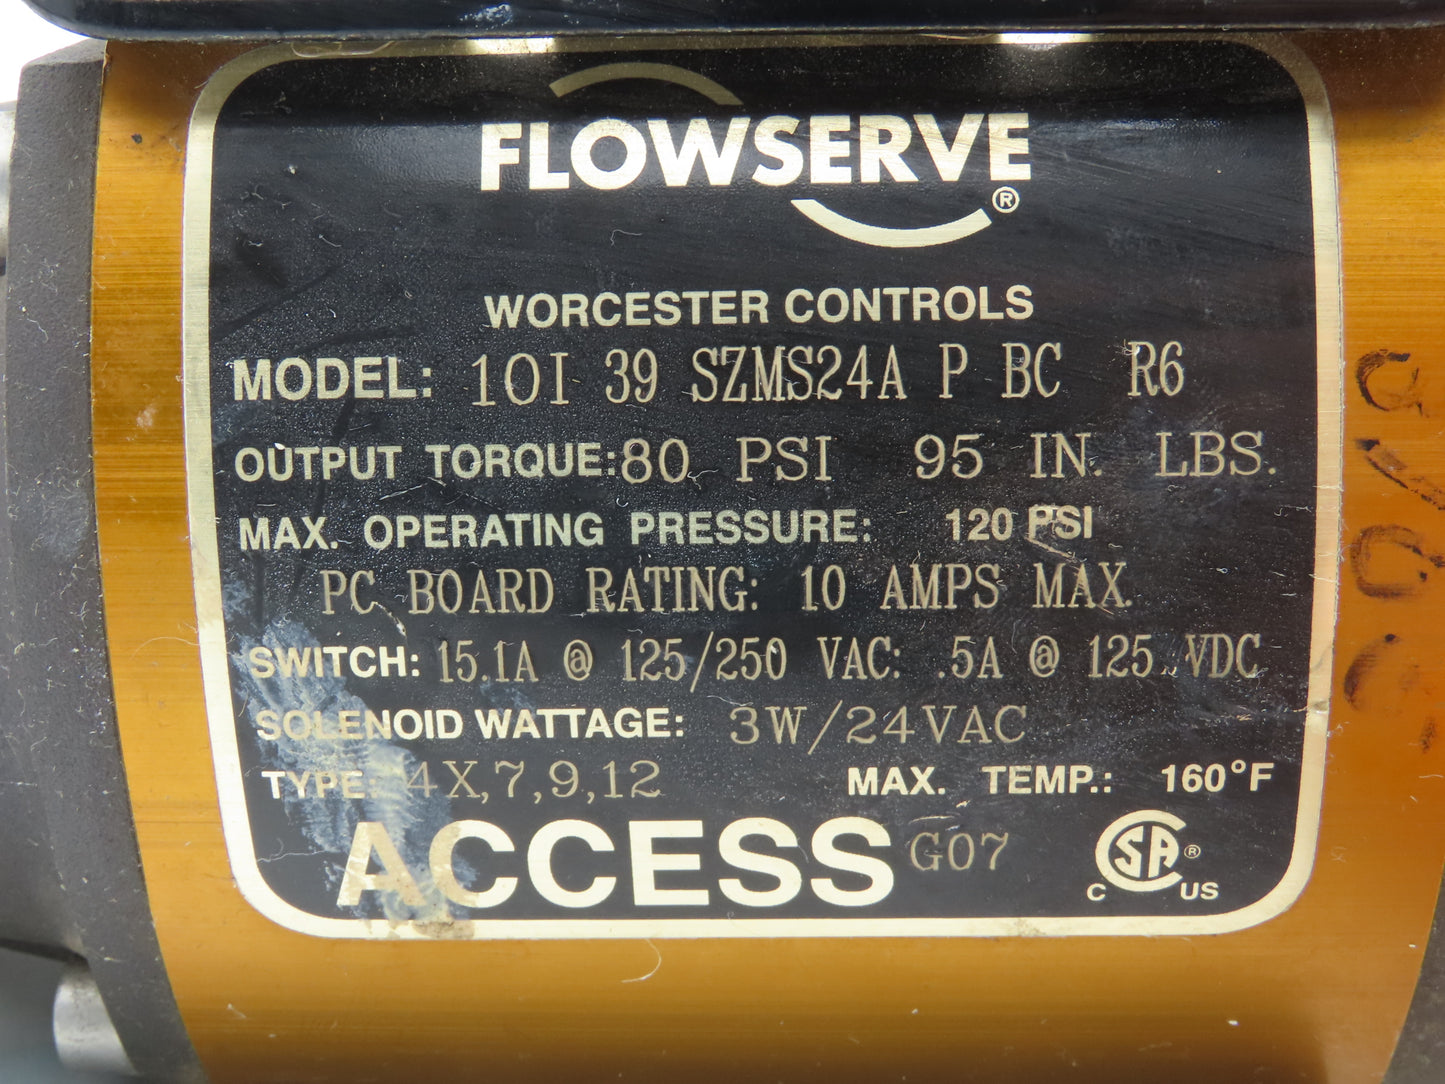 FLOWSERVE®
WORCESTER CONTROLS
MODEL: 10I 39 SZMS24A P BC R6
OUTPUT TORQUE: 80 PSI 95 IN. LBS.
MAX. OPERATING PRESSURE: 120 PSI
PC BOARD RATING: 10 AMPS MAX.
SWITCH: 15.1A @ 125/250 VAC: .5A @ 125 VDC
SOLENOID WATTAGE: 3W/24VAC
TYPE: 4X,7,9,12 MAX. TEMP.: 160°F
ACCESS G07
CSA®
C US